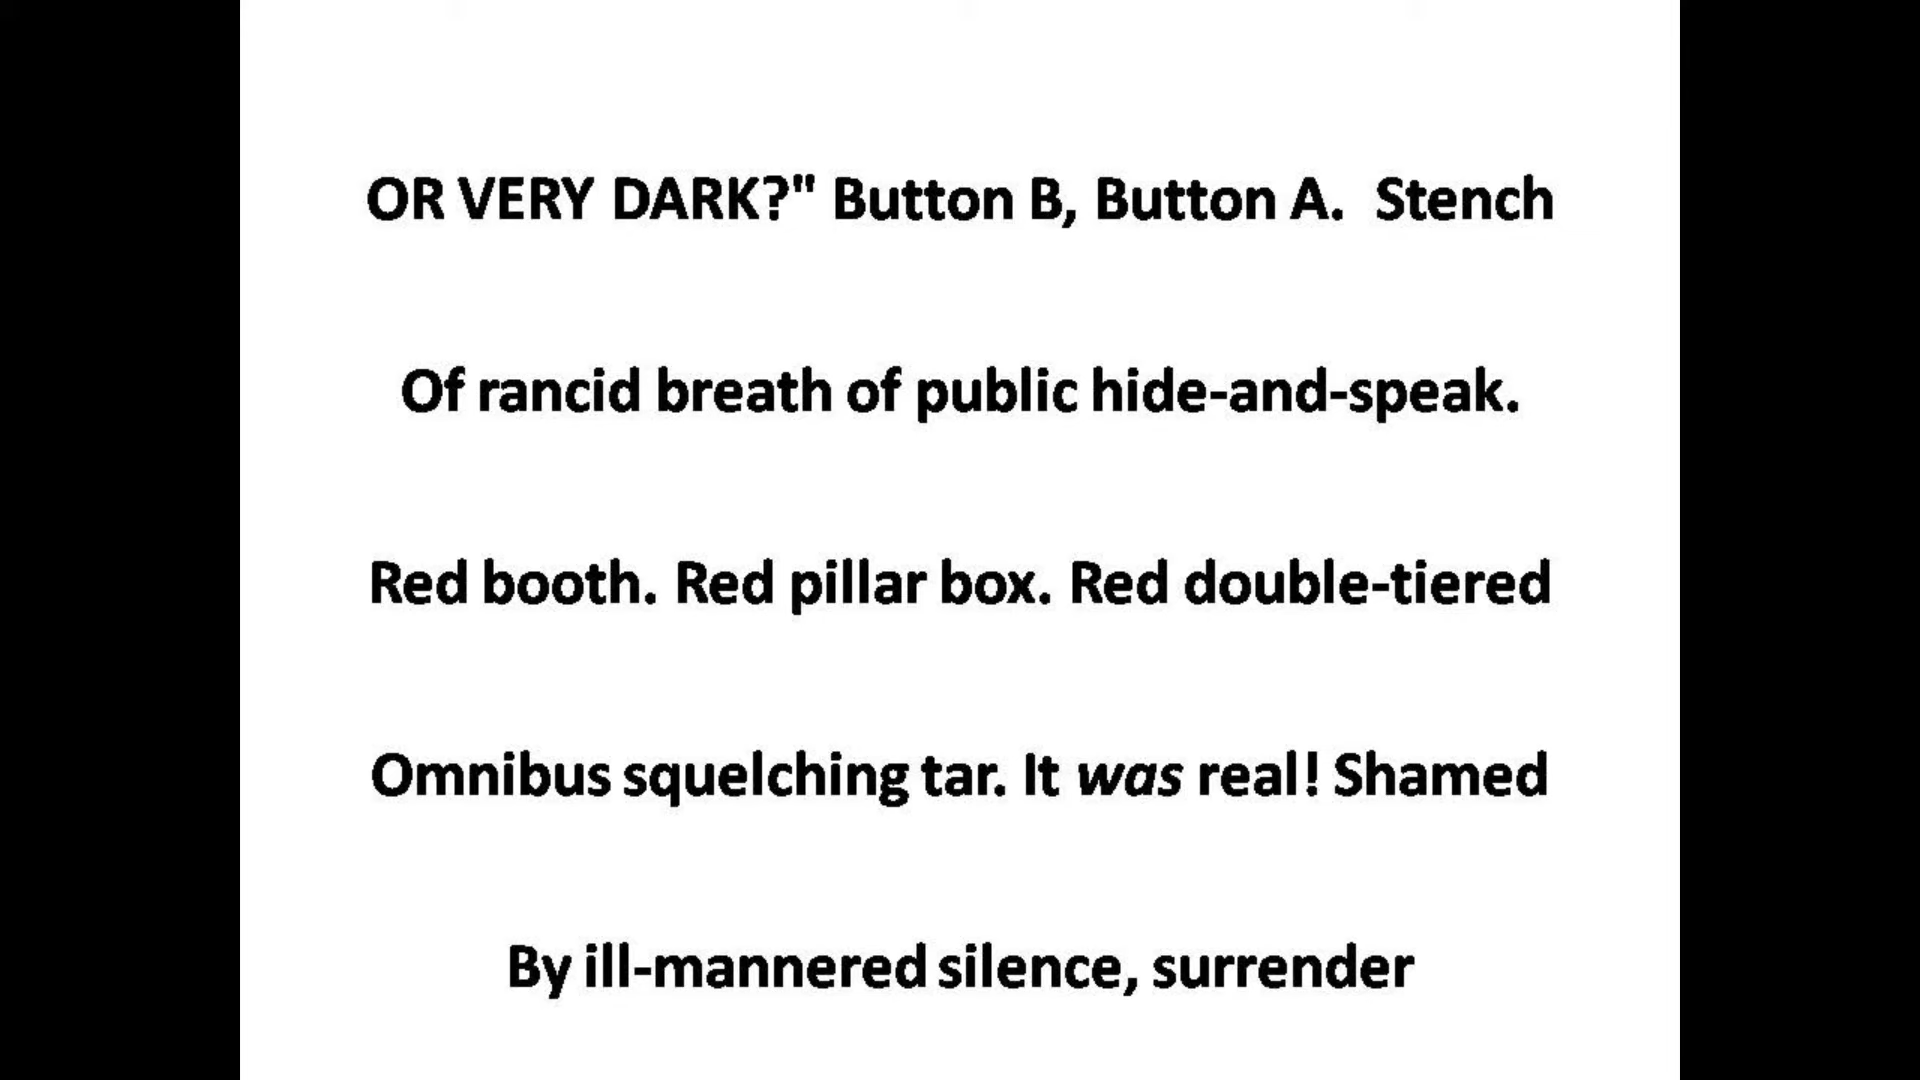 OR VERY DARK?" Button B, Button A.  Stench
Of rancid breath of public hide-and-speak.
Red booth. Red pillar box. Red double-tiered
Omnibus squelching tar. It was real! Shamed
By ill-mannered silence, surrender